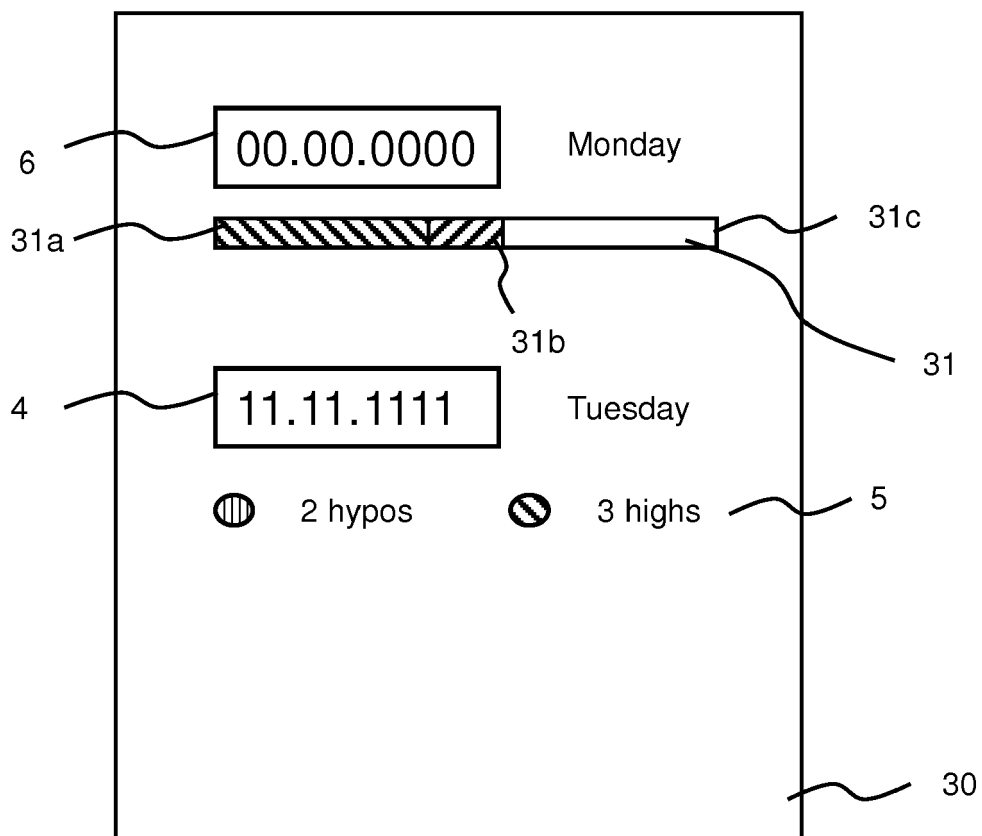 6 00.00.0000 Monday
31a 31c
31b
31
4 11.11.1111 Tuesday
2 hypos 3 highs 5
30